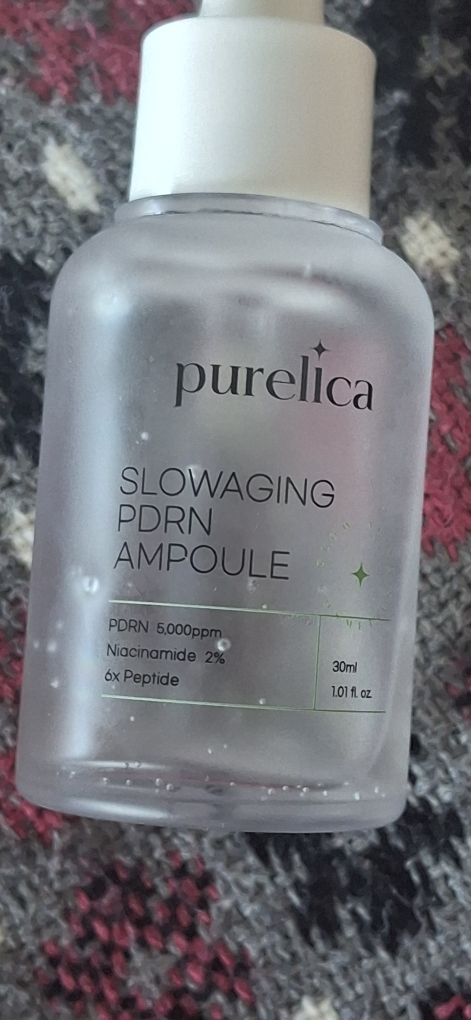 purelica
SLOWAGING
PDRN
AMPOULE
PDRN 5,000ppm
Niacinamide 2%
6x Peptide
30ml
1.01 fl. oz.